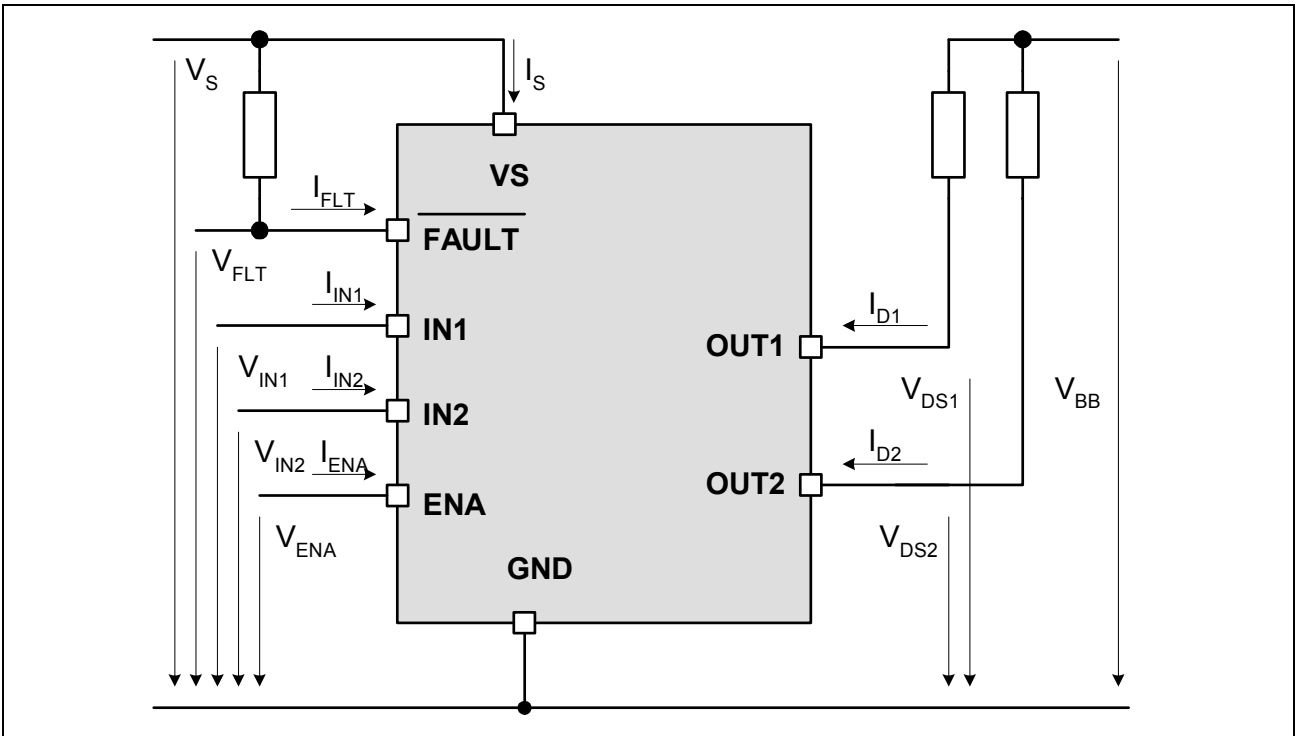 V_S
I_S
VS
I_FLT
FAULT
V_FLT
I_IN1
IN1
OUT1
I_D1
V_IN1
I_IN2
V_DS1
V_BB
IN2
V_IN2
I_ENA
I_D2
OUT2
ENA
V_ENA
V_DS2
GND